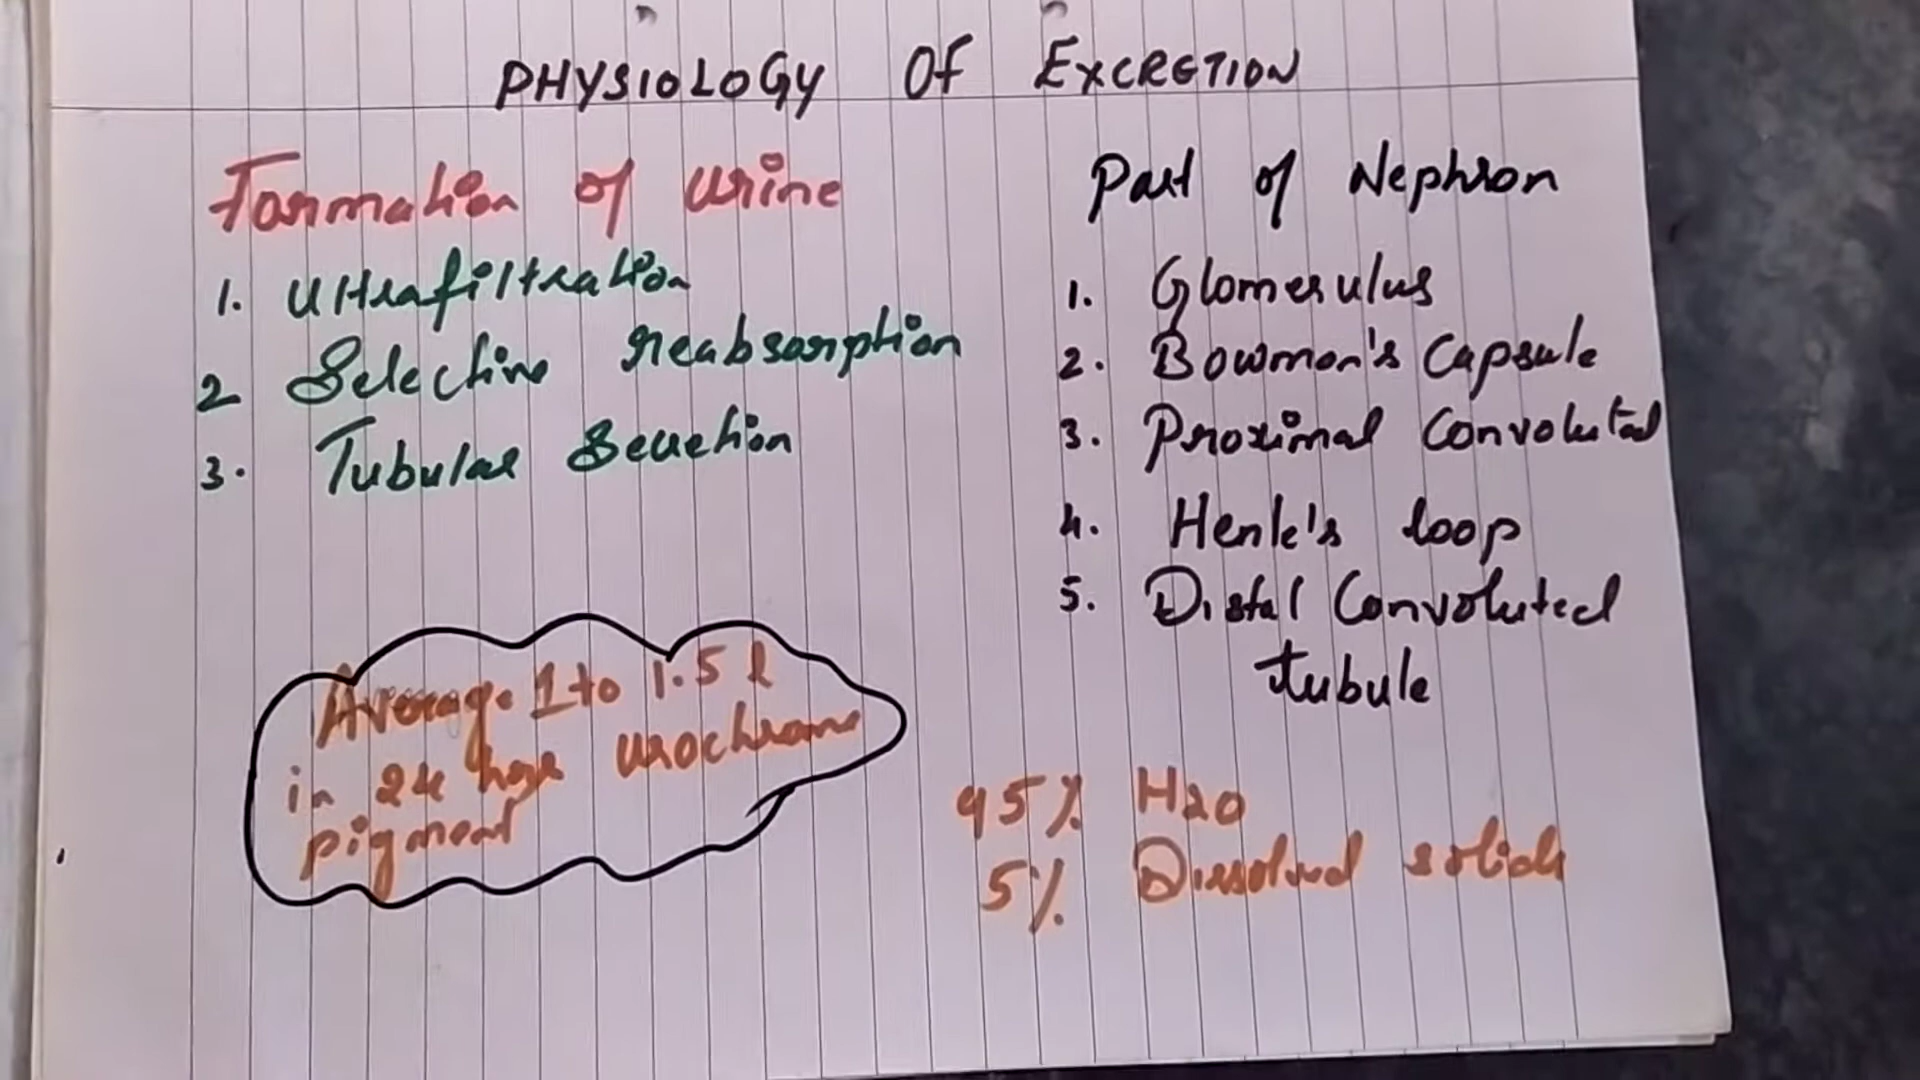 PHYSIOLOGY OF EXCRETION
Formation of urine
1. Ultrafiltration
2 Selective reabsorption
3. Tubular Secretion
Average 1 to 1.5 l
in 24 hrs urochrome
pigment
Part of Nephron
1. Glomerulus
2. Bowman's Capsule
3. Proximal Convoluted
4. Henle's loop
5. Distal Convoluted
tubule
95% H2O
5% Dissolved solids